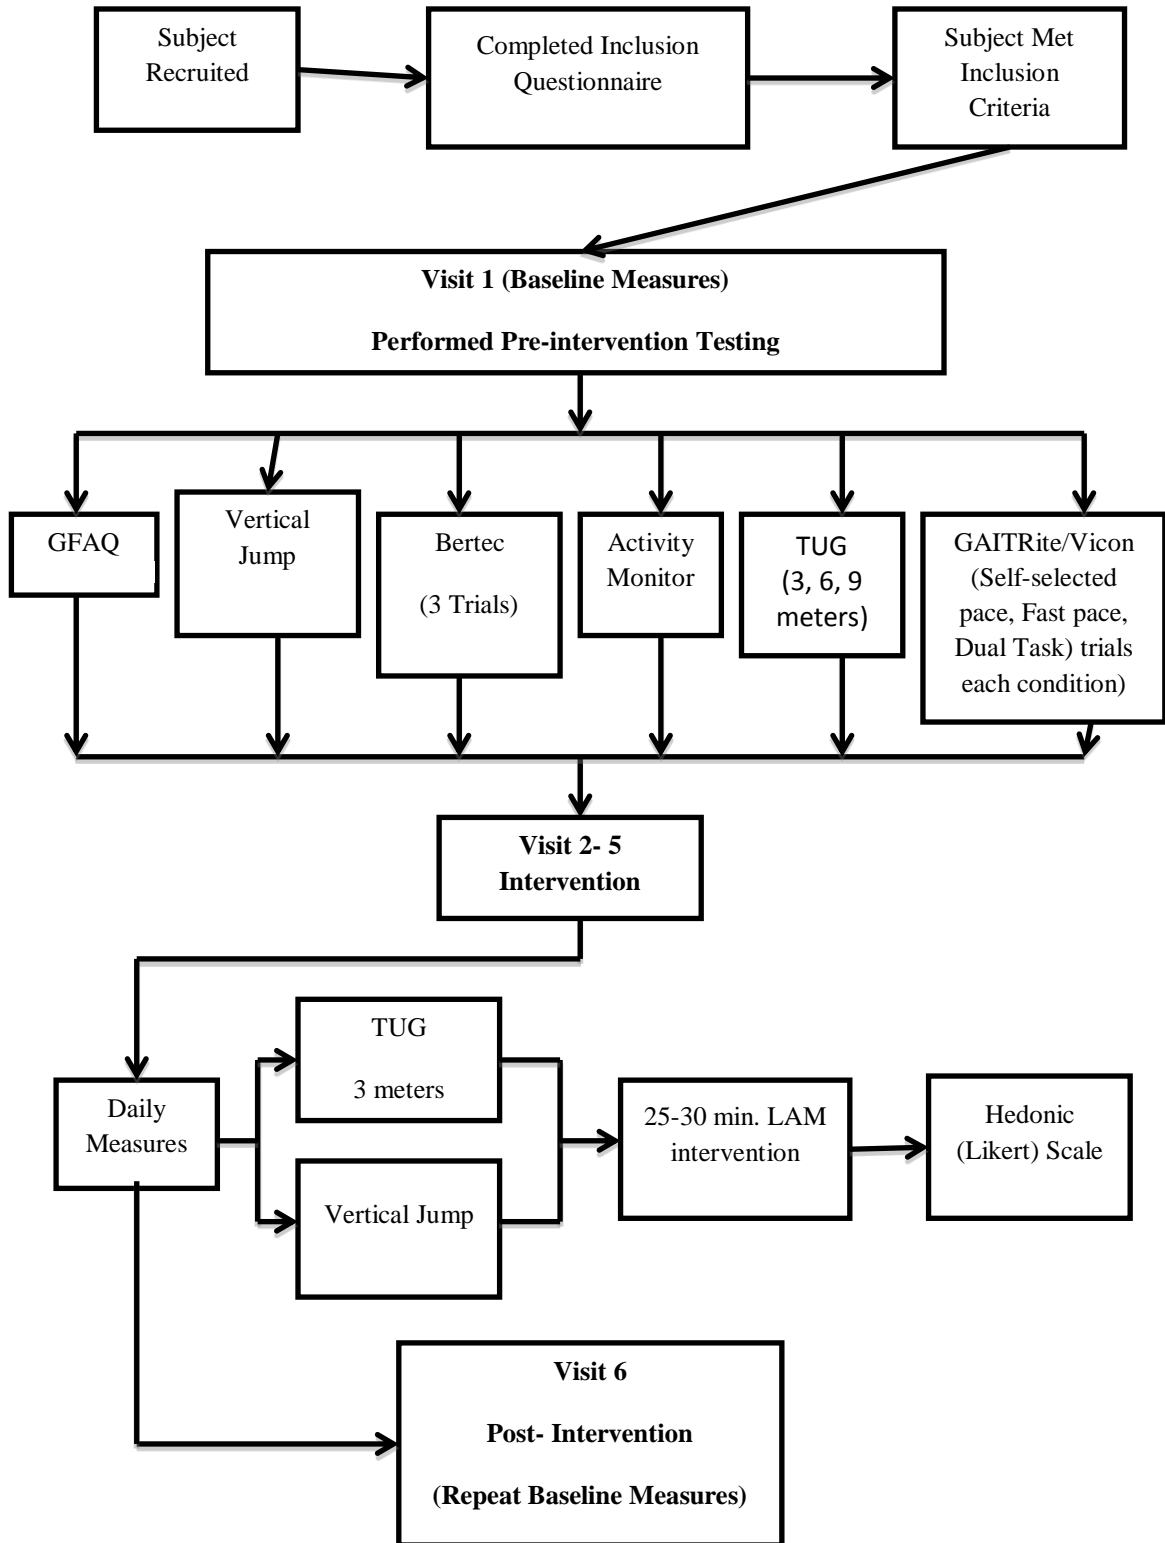 Subject
Recruited
Completed Inclusion
Questionnaire
Subject Met
Inclusion
Criteria
Visit 1 (Baseline Measures)
Performed Pre-intervention Testing
GFAQ
Vertical
Jump
Bertec
(3 Trials)
Activity
Monitor
TUG
(3, 6, 9
meters)
GAITRite/Vicon
(Self-selected
pace, Fast pace,
Dual Task) trials
each condition)
Visit 2- 5
Intervention
Daily
Measures
TUG
3 meters
Vertical Jump
25-30 min. LAM
intervention
Hedonic
(Likert) Scale
Visit 6
Post- Intervention
(Repeat Baseline Measures)